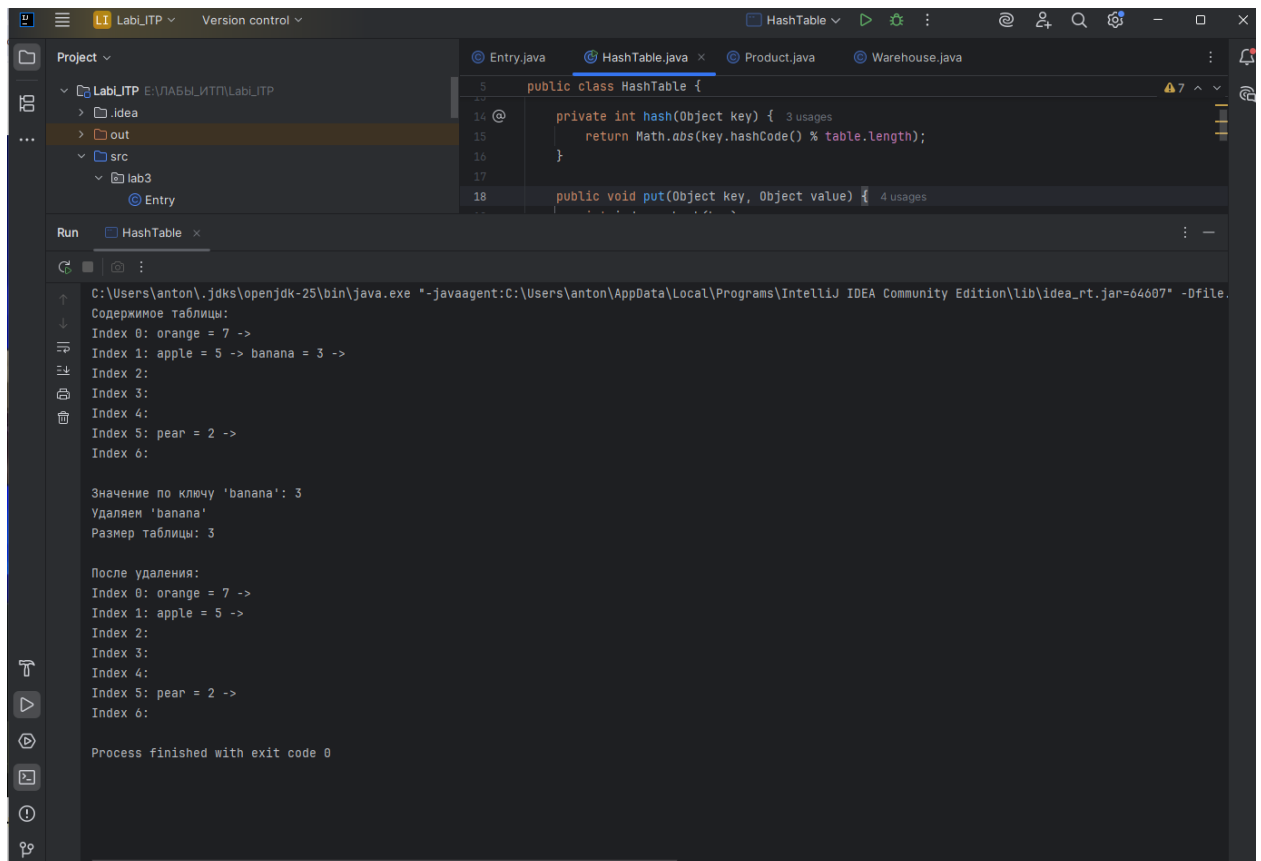 LI Labi_ITP Version control HashTable
Project
Entry.java HashTable.java Product.java Warehouse.java
Labi_ITP E:\ЛАБЫ_ИТП\Labi_ITP
.idea
out
src
lab3
Entry
5 public class HashTable { 7
14 @ private int hash(Object key) { 3 usages
15 return Math.abs(key.hashCode() % table.length);
16 }
17
18 public void put(Object key, Object value) { 4 usages
Run HashTable
C:\Users\anton\.jdks\openjdk-25\bin\java.exe "-javaagent:C:\Users\anton\AppData\Local\Programs\IntelliJ IDEA Community Edition\lib\idea_rt.jar=64607" -Dfile.
Содержимое таблицы:
Index 0: orange = 7 ->
Index 1: apple = 5 -> banana = 3 ->
Index 2:
Index 3:
Index 4:
Index 5: pear = 2 ->
Index 6:
Значение по ключу 'banana': 3
Удаляем 'banana'
Размер таблицы: 3
После удаления:
Index 0: orange = 7 ->
Index 1: apple = 5 ->
Index 2:
Index 3:
Index 4:
Index 5: pear = 2 ->
Index 6:
Process finished with exit code 0